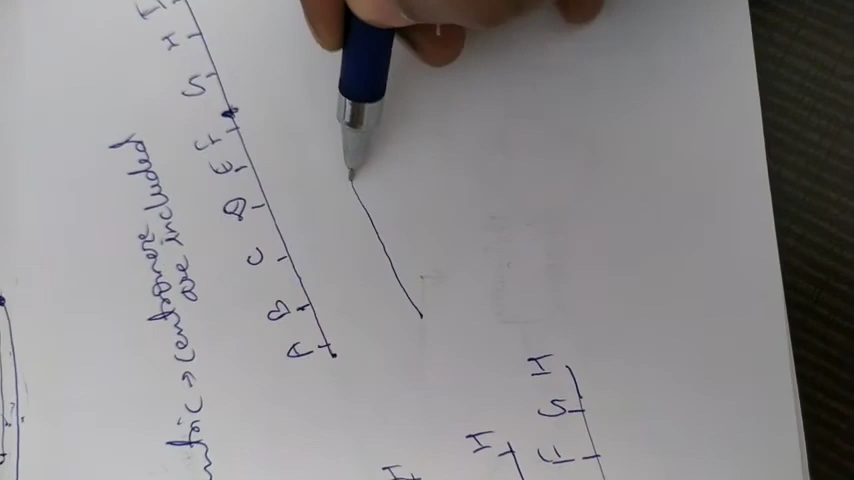 A B C D E F G H I
centromere
are included
H
H
F G H